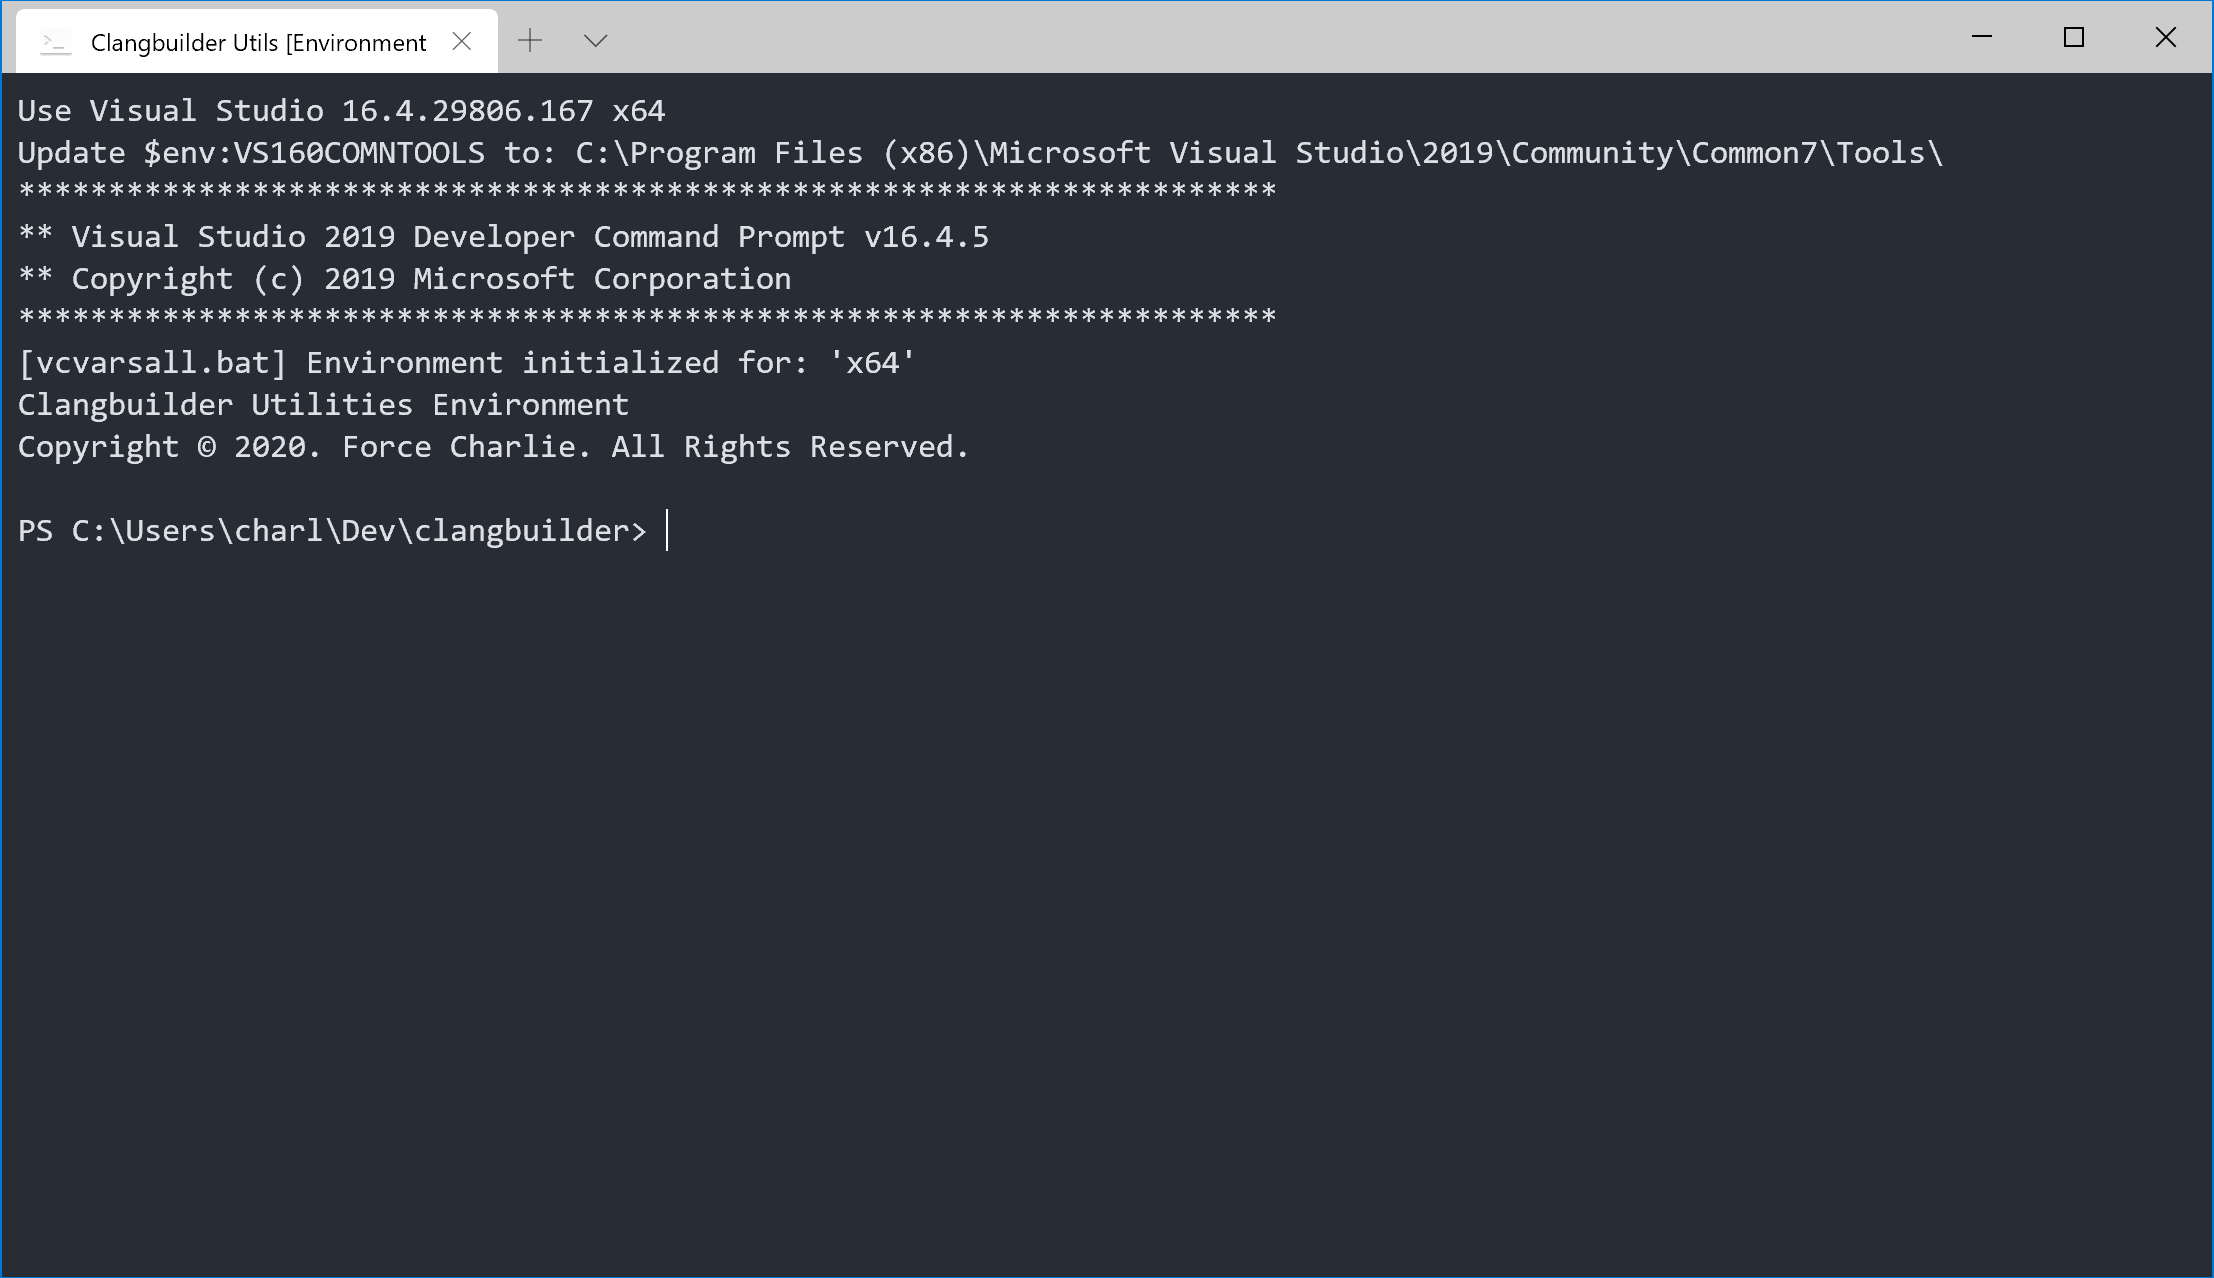 Clangbuilder Utils [Environment
Use Visual Studio 16.4.29806.167 x64
Update $env:VS160COMNTOOLS to: C:\Program Files (x86)\Microsoft Visual Studio\2019\Community\Common7\Tools\
**********************************************************************
** Visual Studio 2019 Developer Command Prompt v16.4.5
** Copyright (c) 2019 Microsoft Corporation
**********************************************************************
[vcvarsall.bat] Environment initialized for: 'x64'
Clangbuilder Utilities Environment
Copyright © 2020. Force Charlie. All Rights Reserved.
PS C:\Users\charl\Dev\clangbuilder>